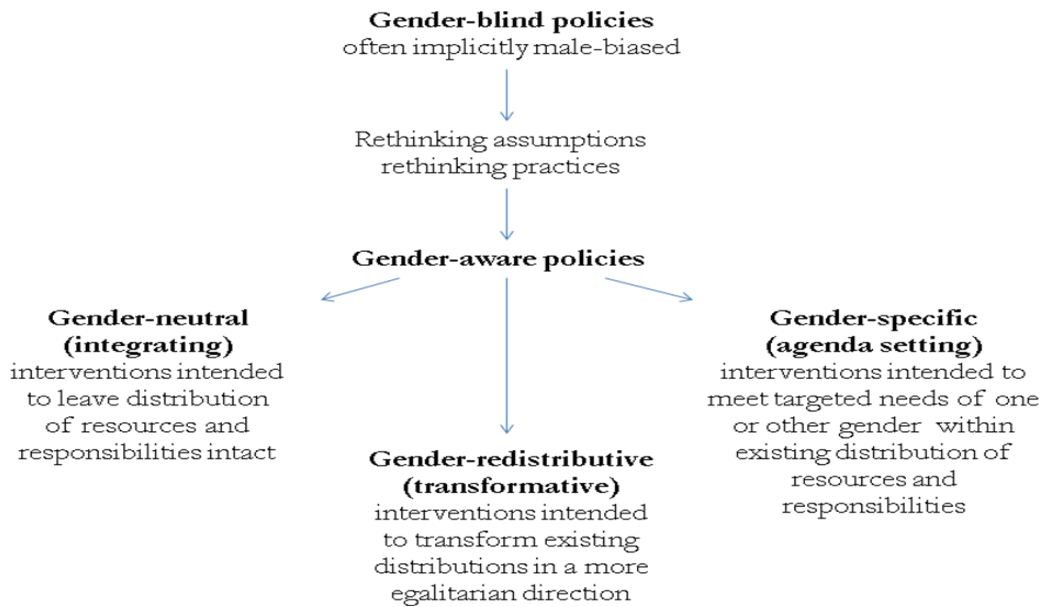 Gender-blind policies
often implicitly male-biased
Rethinking assumptions
rethinking practices
Gender-aware policies
Gender-neutral
(integrating)
interventions intended
to leave distribution
of resources and
responsibilities intact
Gender-redistributive
(transformative)
interventions intended
to transform existing
distributions in a more
egalitarian direction
Gender-specific
(agenda setting)
interventions intended to
meet targeted needs of one
or other gender within
existing distribution of
resources and
responsibilities